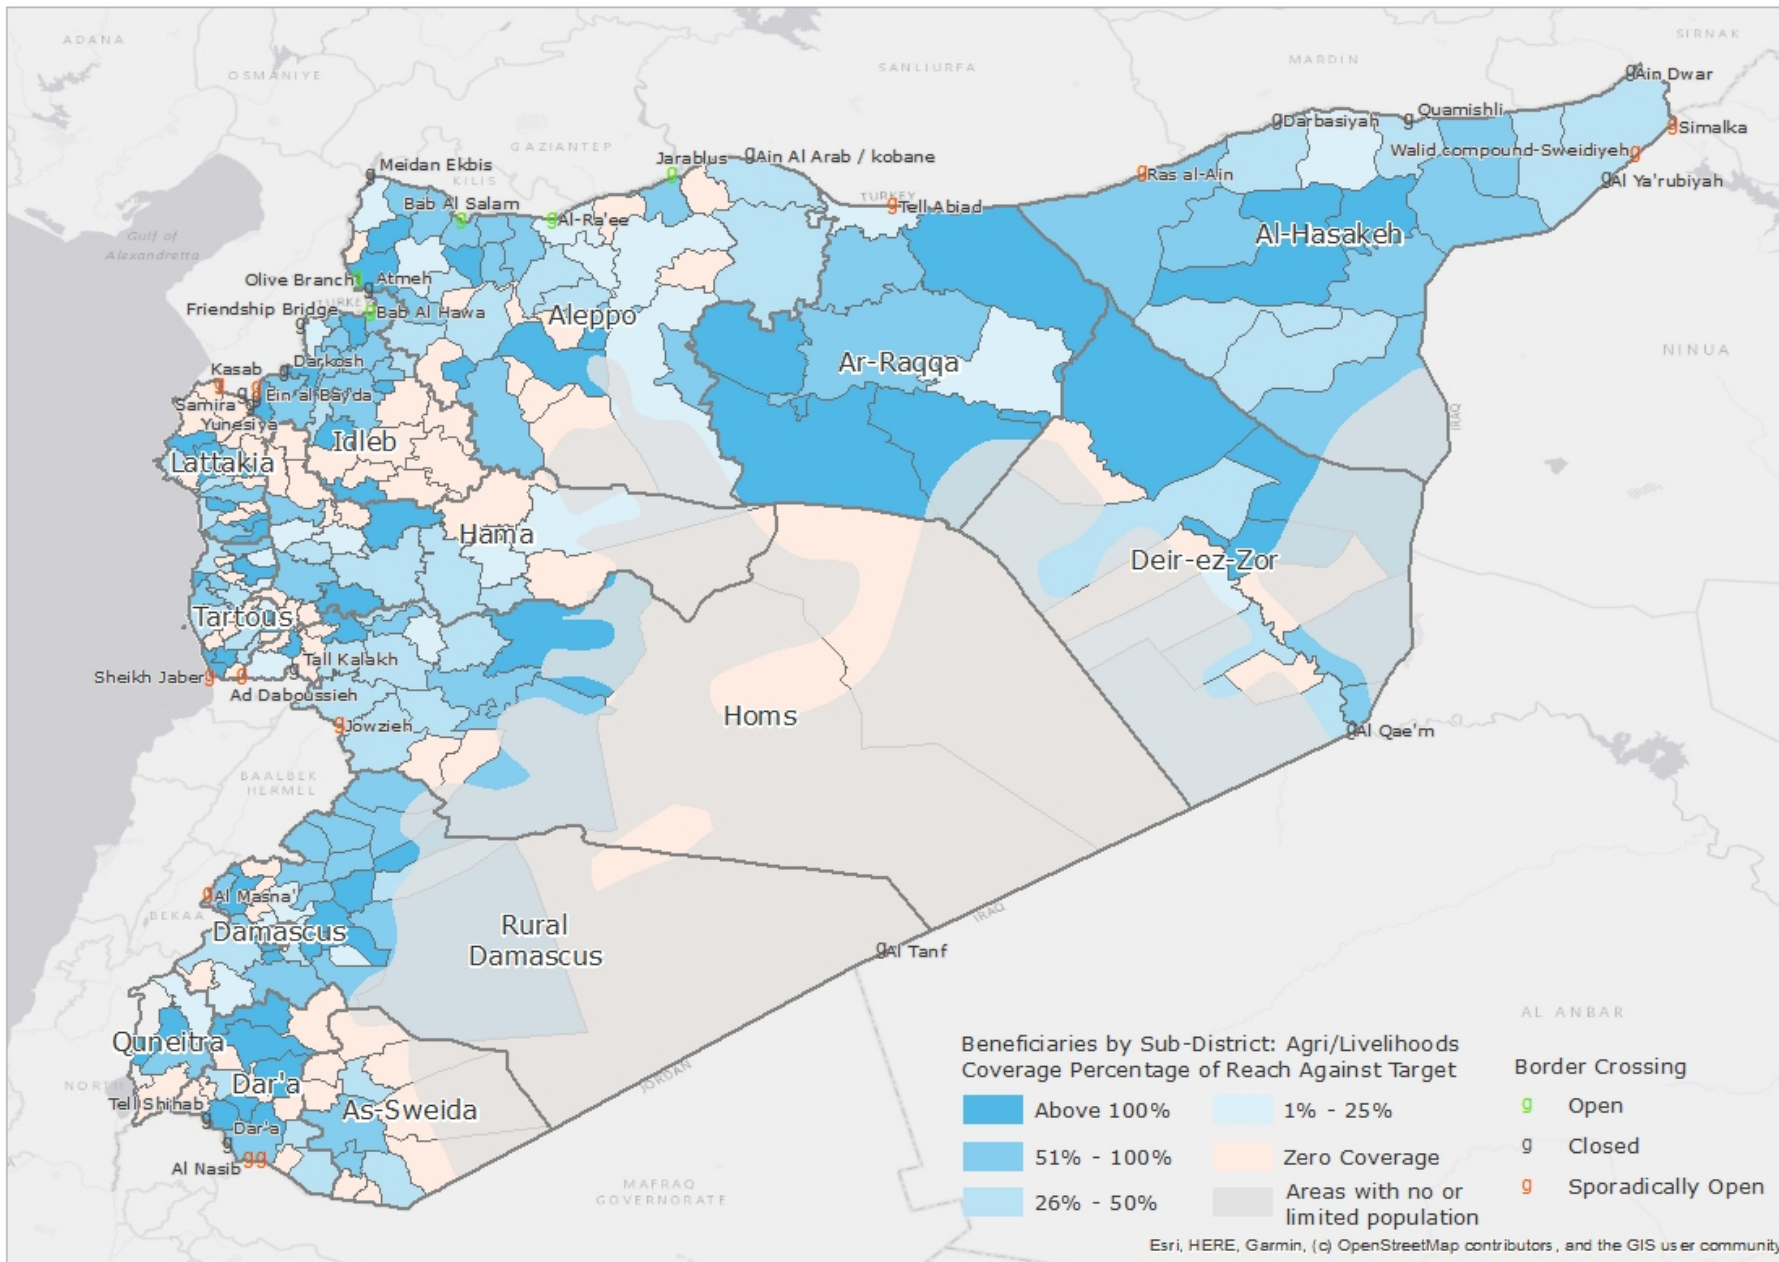 ADANA
OSMANIYE
SANLIURFA
MARDIN
SIRNAK
g Ain Dwar
g Quamishli
g Darbasiyah
g Simalka
Walid compound-Sweidiyeh g
g Al Ya'rubiyah
g Ras al-Ain
GAZIANTEP
Jarablus g
g Ain Al Arab / kobane
Meidan Ekbis g
KILIS
TURKEY
g Tell Abiad
Bab Al Salam g
g Al-Ra'ee
Gulf of
Alexandretta
Al-Hasakeh
Olive Branch g
g Atmeh
TURKEY
Friendship Bridge g
g Bab Al Hawa
Aleppo
Ar-Raqqa
NINUA
Kasab g
g Darkosh
g Ein al Bayda
Samira g
Yunesiya g
IRAQ
Idleb
Lattakia
Hama
Deir-ez-Zor
Tartous
g Tall Kalakh
Sheikh Jaber g
g Ad Daboussieh
Homs
g Jowzieh
g Al Qae'm
BAALBEK
HERMEL
g Al Masna'
BEKAA
Damascus
Rural
Damascus
IRAQ
g Al Tanf
AL ANBAR
Quneitra
Dar'a
NORTH
JORDAN
Tell Shihab g
As-Sweida
Dar'a g
Al Nasib gg
MAFRAQ
GOVERNORATE
Beneficiaries by Sub-District: Agri/Livelihoods
Coverage Percentage of Reach Against Target
Above 100%
51% - 100%
26% - 50%
1% - 25%
Zero Coverage
Areas with no or
limited population
Border Crossing
g Open
g Closed
g Sporadically Open
Esri, HERE, Garmin, (c) OpenStreetMap contributors, and the GIS user community